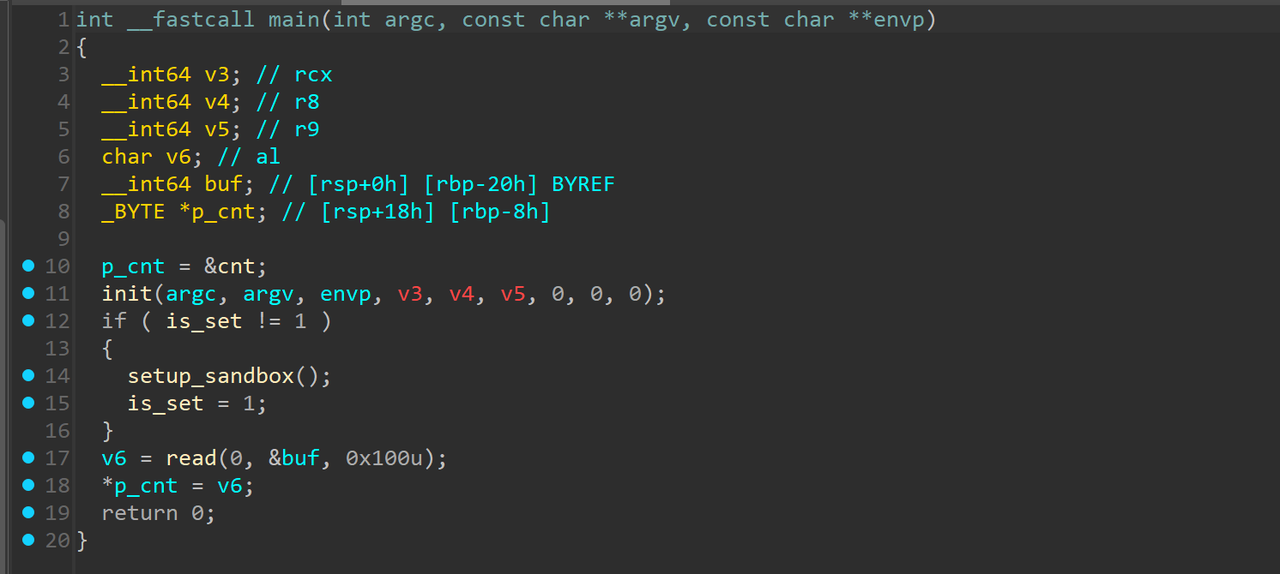 1 int __fastcall main(int argc, const char **argv, const char **envp)
2 {
3   __int64 v3; // rcx
4   __int64 v4; // r8
5   __int64 v5; // r9
6   char v6; // al
7   __int64 buf; // [rsp+0h] [rbp-20h] BYREF
8   _BYTE *p_cnt; // [rsp+18h] [rbp-8h]
9
10   p_cnt = &cnt;
11   init(argc, argv, envp, v3, v4, v5, 0, 0, 0);
12   if ( is_set != 1 )
13   {
14     setup_sandbox();
15     is_set = 1;
16   }
17   v6 = read(0, &buf, 0x100u);
18   *p_cnt = v6;
19   return 0;
20 }